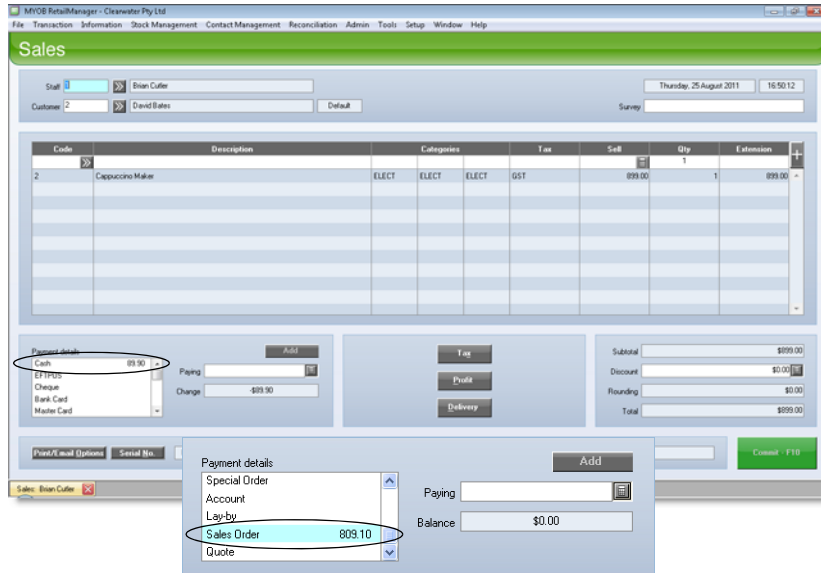 MYOB RetailManager - Clearwater Pty Ltd
File Transaction Information Stock Management Contact Management Reconciliation Admin Tools Setup Window Help
Sales
Staff 1 Brian Cutler Thursday, 25 August 2011 16:50:12
Customer 2 David Bates Default Survey
Code Description Categories Tax Sell Qty Extension
1
2 Cappuccino Maker ELECT ELECT ELECT GST 899.00 1 899.00
Payment details Add
Cash 89.90
EFTPOS
Cheque
Bank Card
Master Card
Paying
Change -$89.90
Tax
Profit
Delivery
Subtotal $899.00
Discount $0.00
Rounding $0.00
Total $899.00
Print/Email Options Serial No. Commit - F10
Sales: Brian Cutler
Payment details Add
Special Order
Account
Lay-by
Sales Order 809.10
Quote
Paying
Balance $0.00